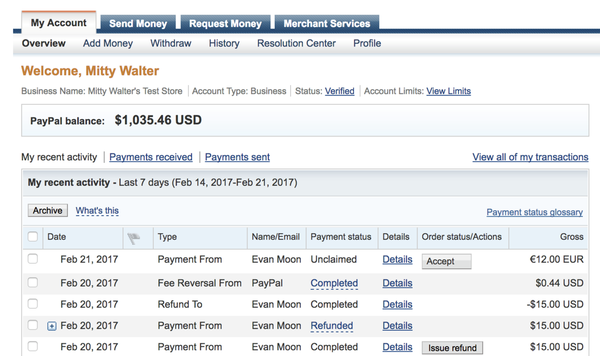 My Account Send Money Request Money Merchant Services
Overview Add Money Withdraw History Resolution Center Profile
Welcome, Mitty Walter
Business Name: Mitty Walter's Test Store Account Type: Business Status: Verified Account Limits: View Limits
PayPal balance: $1,035.46 USD
My recent activity Payments received Payments sent View all of my transactions
My recent activity - Last 7 days (Feb 14, 2017-Feb 21, 2017)
Archive What's this Payment status glossary
Date Type Name/Email Payment status Details Order status/Actions Gross
Feb 21, 2017 Payment From Evan Moon Unclaimed Details Accept €12.00 EUR
Feb 20, 2017 Fee Reversal From PayPal Completed Details $0.44 USD
Feb 20, 2017 Refund To Evan Moon Completed Details -$15.00 USD
Feb 20, 2017 Payment From Evan Moon Refunded Details $15.00 USD
Feb 20, 2017 Payment From Evan Moon Completed Details Issue refund $15.00 USD